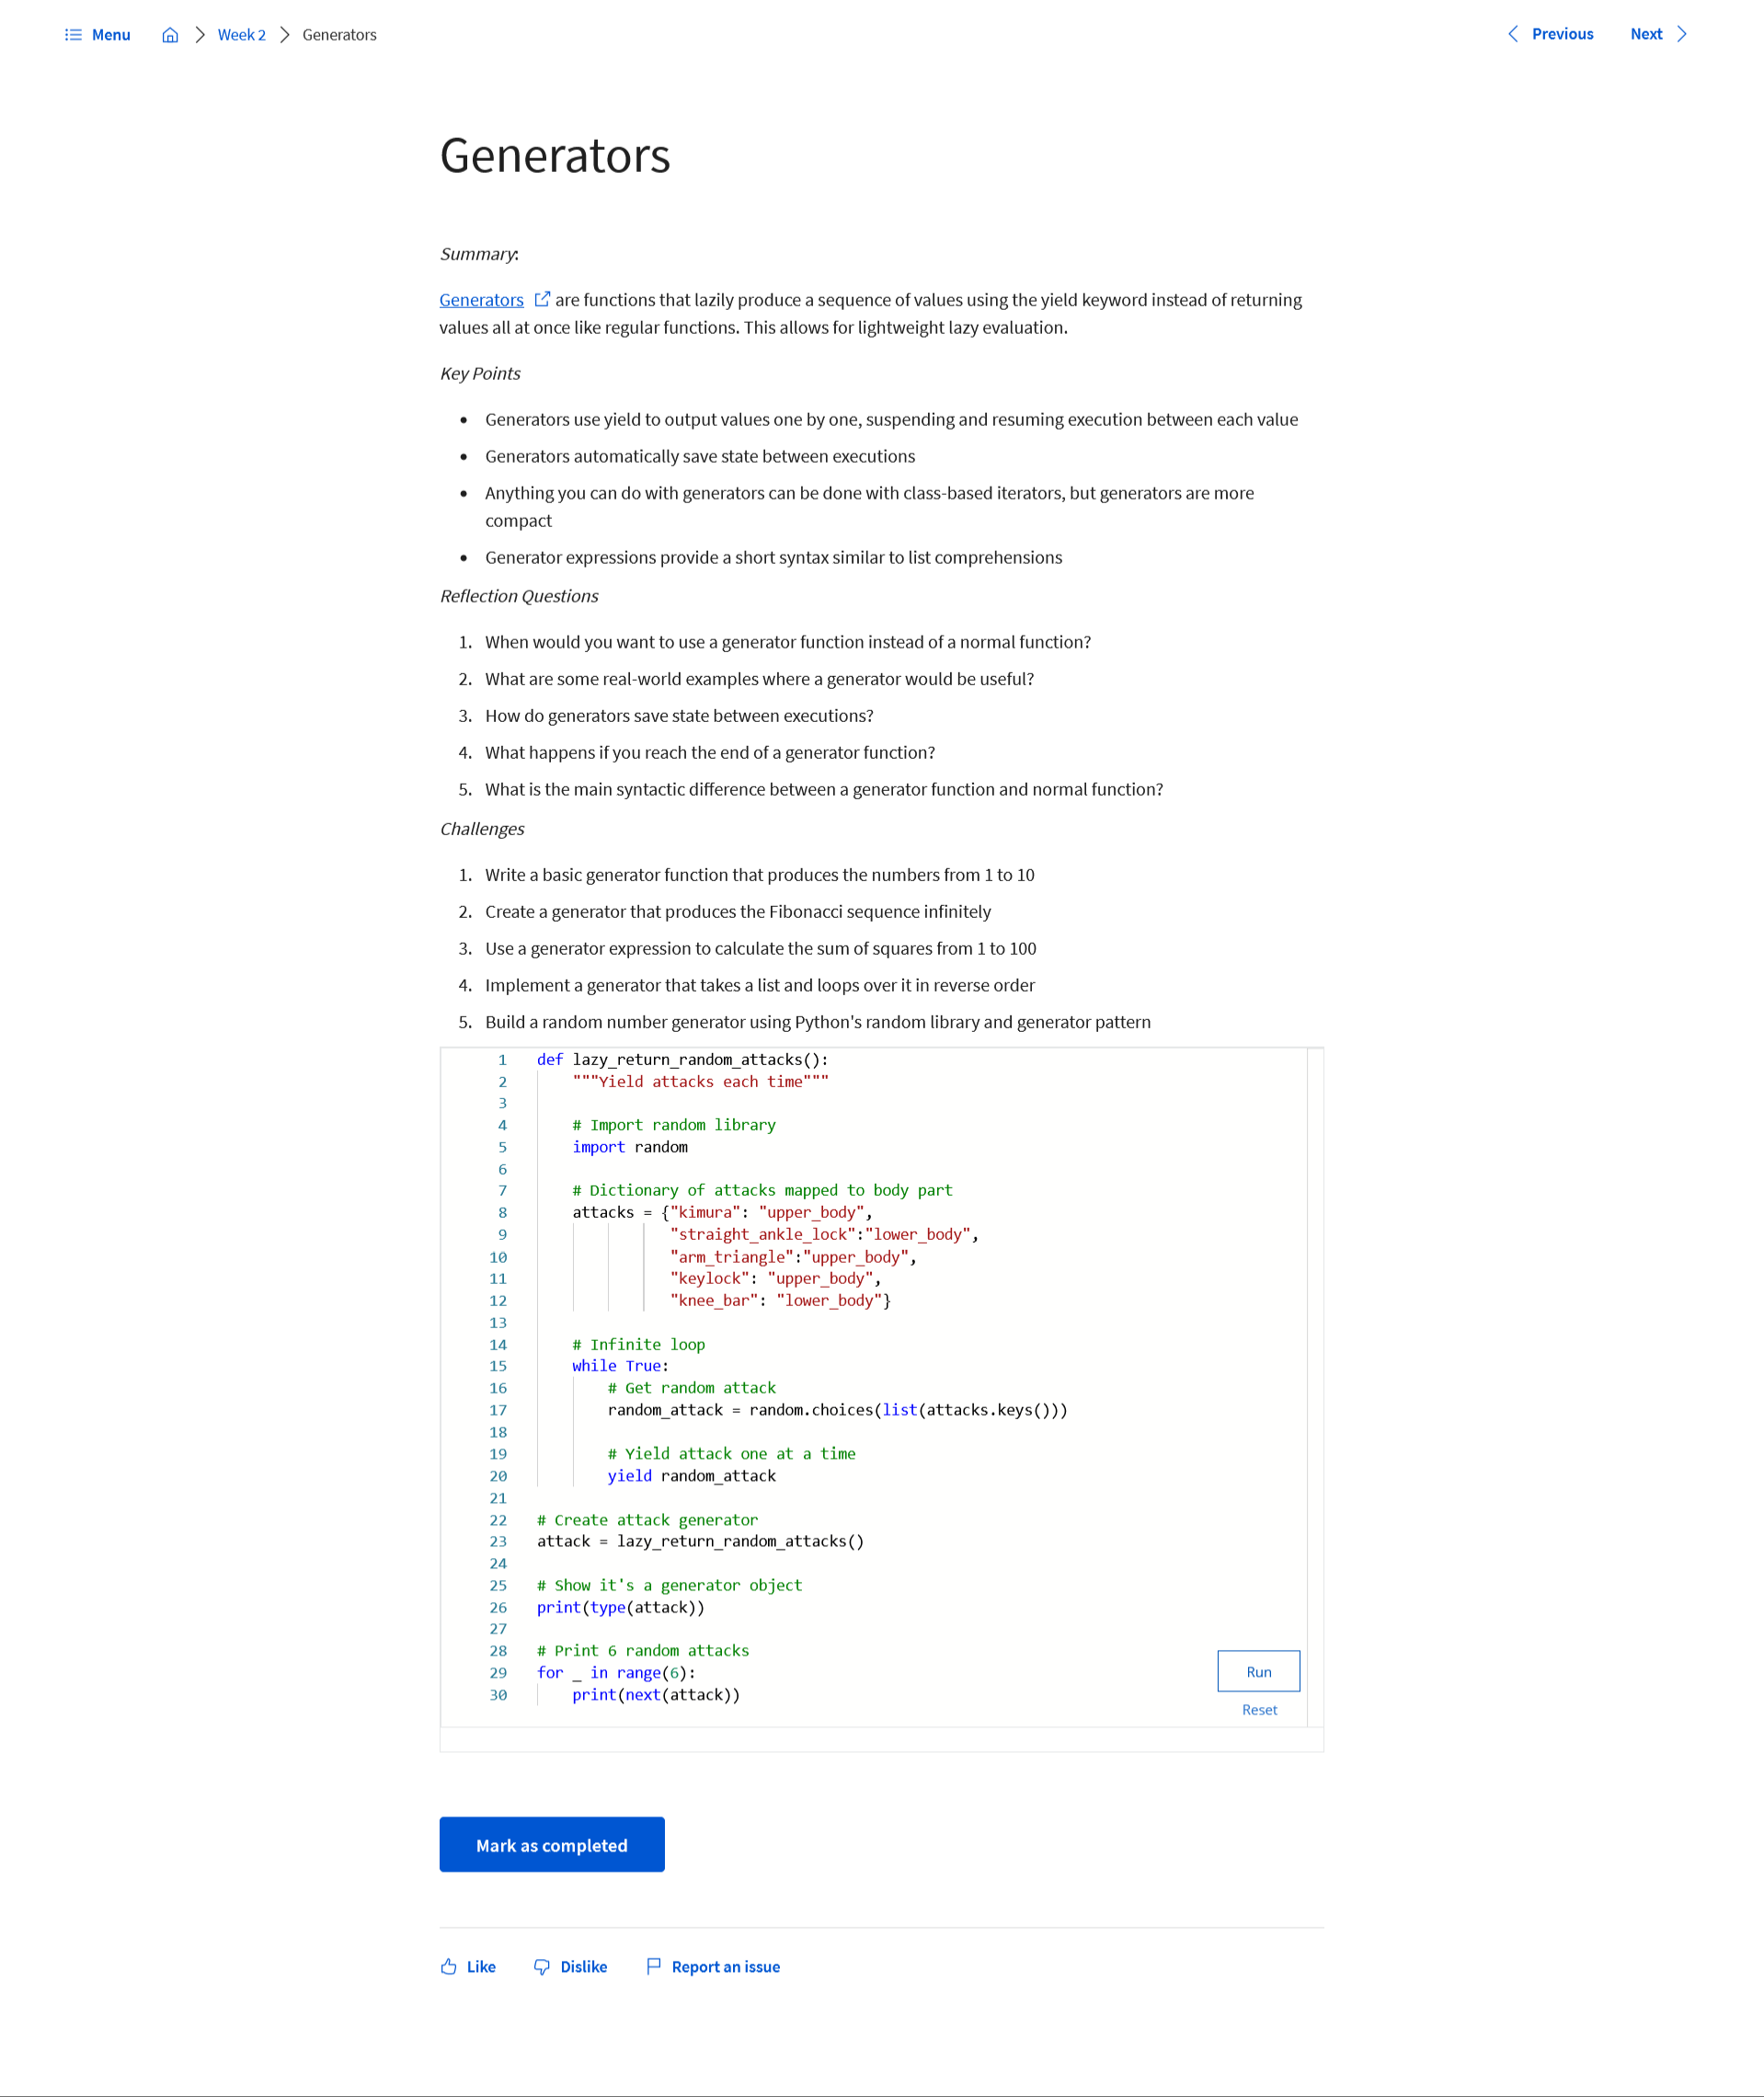 Menu
Week 2
Generators
Previous
Next
Generators
Summary:
Generators are functions that lazily produce a sequence of values using the yield keyword instead of returning
values all at once like regular functions. This allows for lightweight lazy evaluation.
Key Points
• Generators use yield to output values one by one, suspending and resuming execution between each value
• Generators automatically save state between executions
• Anything you can do with generators can be done with class-based iterators, but generators are more
compact
• Generator expressions provide a short syntax similar to list comprehensions
Reflection Questions
1. When would you want to use a generator function instead of a normal function?
2. What are some real-world examples where a generator would be useful?
3. How do generators save state between executions?
4. What happens if you reach the end of a generator function?
5. What is the main syntactic difference between a generator function and normal function?
Challenges
1. Write a basic generator function that produces the numbers from 1 to 10
2. Create a generator that produces the Fibonacci sequence infinitely
3. Use a generator expression to calculate the sum of squares from 1 to 100
4. Implement a generator that takes a list and loops over it in reverse order
5. Build a random number generator using Python's random library and generator pattern
1 def lazy_return_random_attacks():
2     """Yield attacks each time"""
3
4     # Import random library
5     import random
6
7     # Dictionary of attacks mapped to body part
8     attacks = {"kimura": "upper_body",
9                "straight_ankle_lock":"lower_body",
10                "arm_triangle":"upper_body",
11                "keylock": "upper_body",
12                "knee_bar": "lower_body"}
13
14     # Infinite loop
15     while True:
16         # Get random attack
17         random_attack = random.choices(list(attacks.keys()))
18
19         # Yield attack one at a time
20         yield random_attack
21
22 # Create attack generator
23 attack = lazy_return_random_attacks()
24
25 # Show it's a generator object
26 print(type(attack))
27
28 # Print 6 random attacks
29 for _ in range(6):
30     print(next(attack))
Run
Reset
Mark as completed
Like
Dislike
Report an issue